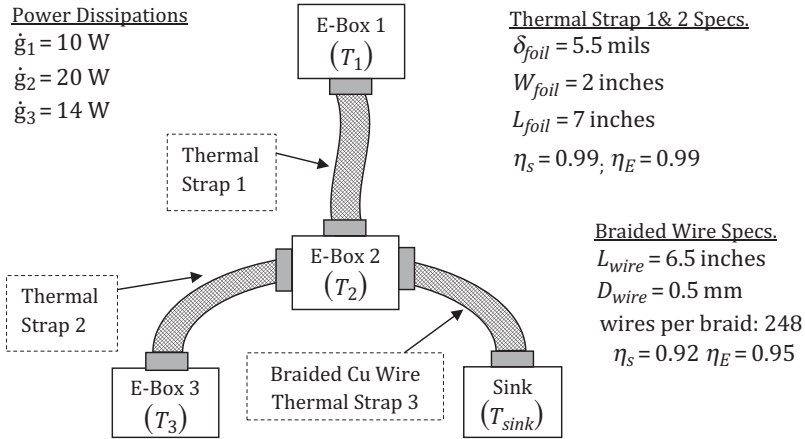 Power Dissipations
ġ1 = 10 W
ġ2 = 20 W
ġ3 = 14 W
E-Box 1
(T1)
Thermal Strap 1& 2 Specs.
δfoil = 5.5 mils
Wfoil = 2 inches
Lfoil = 7 inches
ηs = 0.99, ηE = 0.99
Thermal
Strap 1
E-Box 2
(T2)
Thermal
Strap 2
Braided Wire Specs.
Lwire = 6.5 inches
Dwire = 0.5 mm
wires per braid: 248
ηs = 0.92 ηE = 0.95
E-Box 3
(T3)
Braided Cu Wire
Thermal Strap 3
Sink
(Tsink)